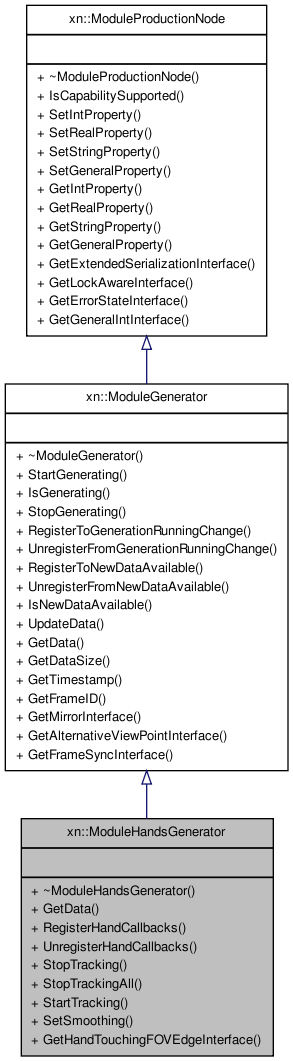 xn::ModuleProductionNode
+ ~ModuleProductionNode()
+ IsCapabilitySupported()
+ SetIntProperty()
+ SetRealProperty()
+ SetStringProperty()
+ SetGeneralProperty()
+ GetIntProperty()
+ GetRealProperty()
+ GetStringProperty()
+ GetGeneralProperty()
+ GetExtendedSerializationInterface()
+ GetLockAwareInterface()
+ GetErrorStateInterface()
+ GetGeneralIntInterface()
xn::ModuleGenerator
+ ~ModuleGenerator()
+ StartGenerating()
+ IsGenerating()
+ StopGenerating()
+ RegisterToGenerationRunningChange()
+ UnregisterFromGenerationRunningChange()
+ RegisterToNewDataAvailable()
+ UnregisterFromNewDataAvailable()
+ IsNewDataAvailable()
+ UpdateData()
+ GetData()
+ GetDataSize()
+ GetTimestamp()
+ GetFrameID()
+ GetMirrorInterface()
+ GetAlternativeViewPointInterface()
+ GetFrameSyncInterface()
xn::ModuleHandsGenerator
+ ~ModuleHandsGenerator()
+ GetData()
+ RegisterHandCallbacks()
+ UnregisterHandCallbacks()
+ StopTracking()
+ StopTrackingAll()
+ StartTracking()
+ SetSmoothing()
+ GetHandTouchingFOVEdgeInterface()